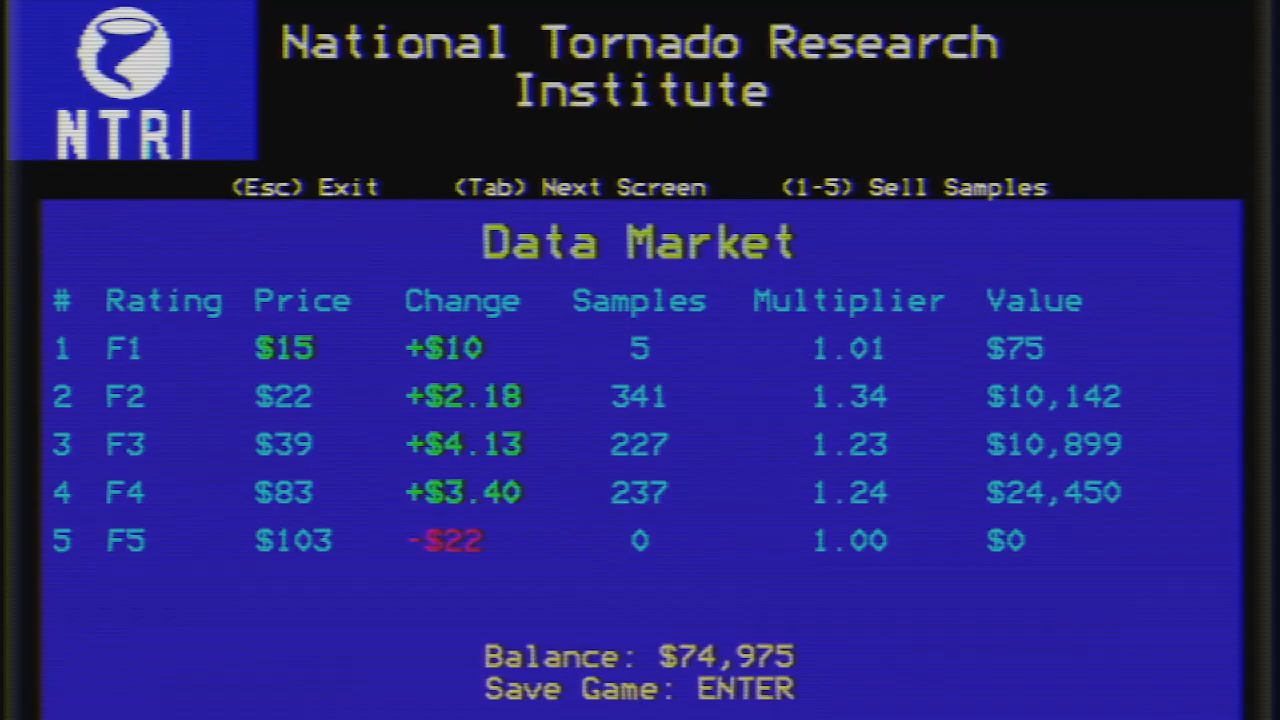 National Tornado Research
Institute
NTRI
(Esc) Exit (Tab) Next Screen (1-5) Sell Samples
Data Market
# Rating Price Change Samples Multiplier Value
1 F1 $15 +$10 5 1.01 $75
2 F2 $22 +$2.18 341 1.34 $10,142
3 F3 $39 +$4.13 227 1.23 $10,899
4 F4 $83 +$3.40 237 1.24 $24,450
5 F5 $103 -$22 0 1.00 $0
Balance: $74,975
Save Game: ENTER